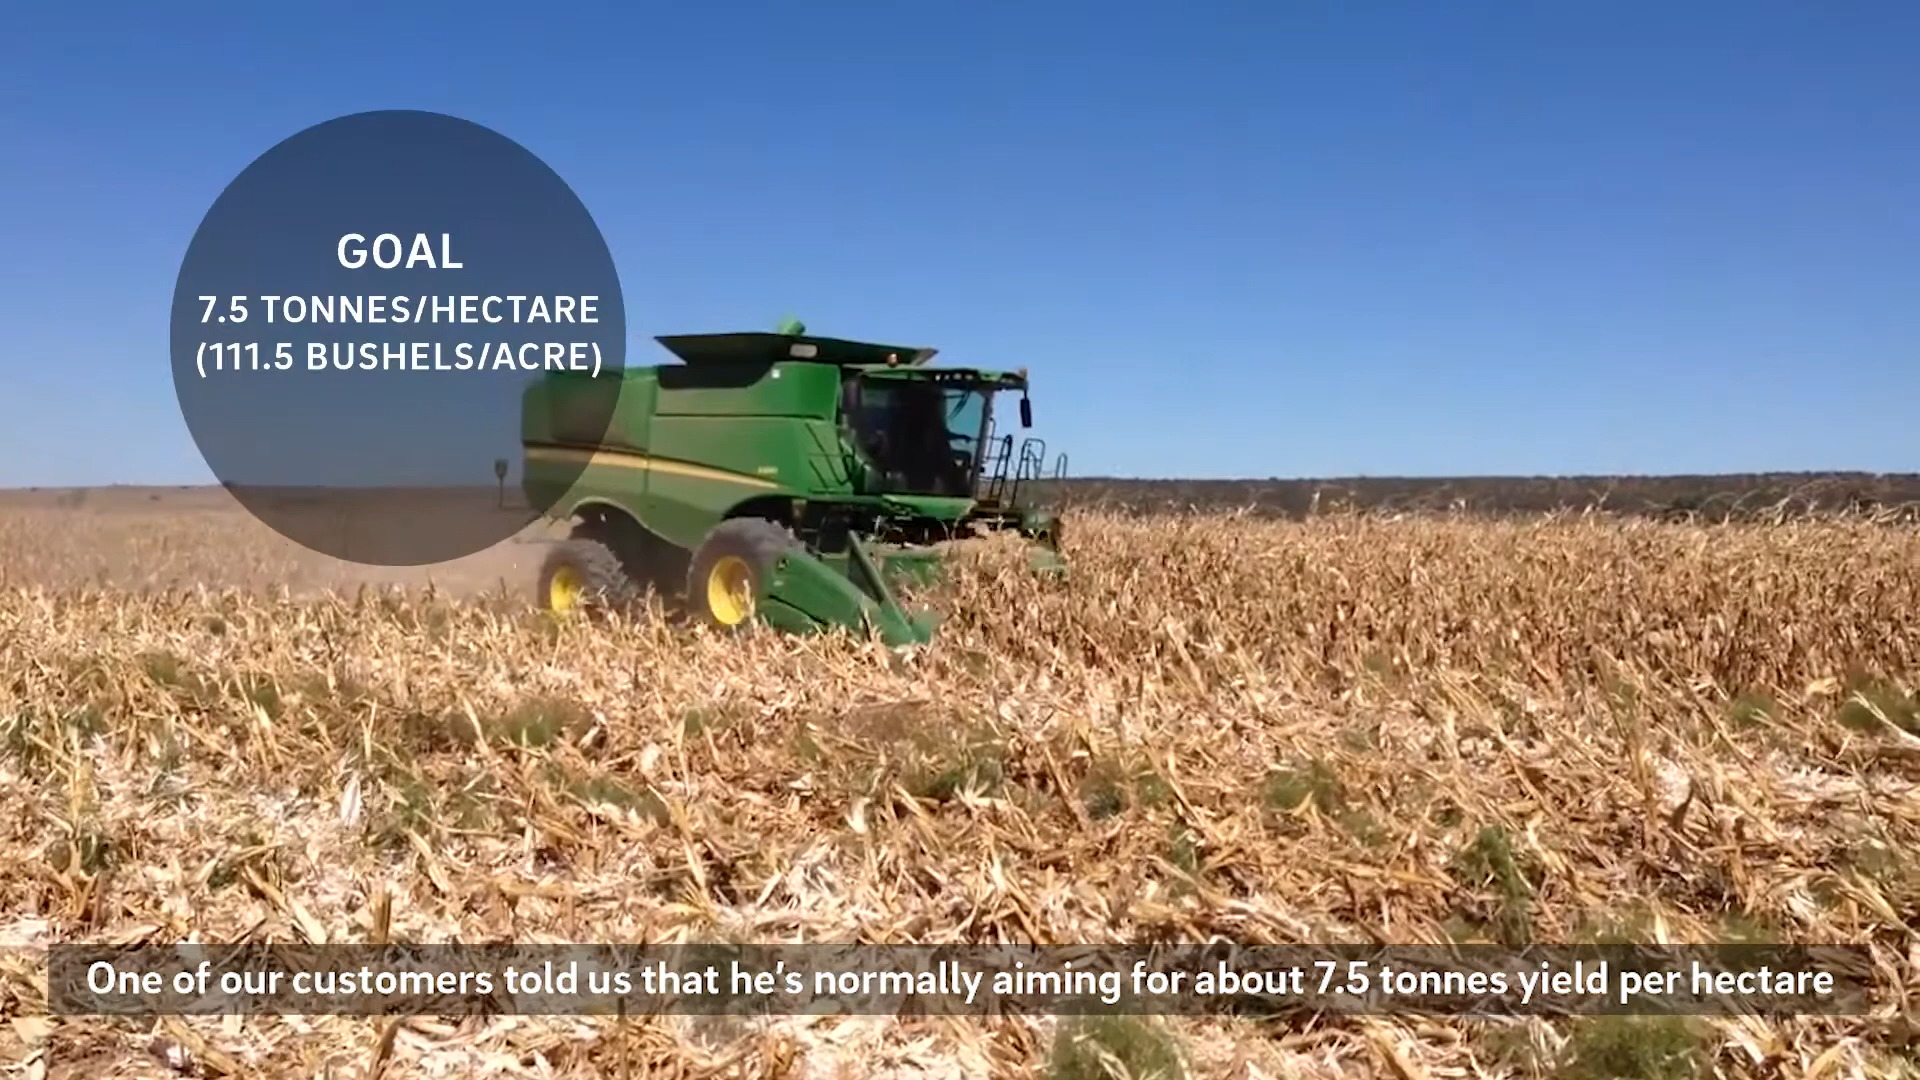 GOAL
7.5 TONNES/HECTARE
(111.5 BUSHELS/ACRE)
One of our customers told us that he's normally aiming for about 7.5 tonnes yield per hectare